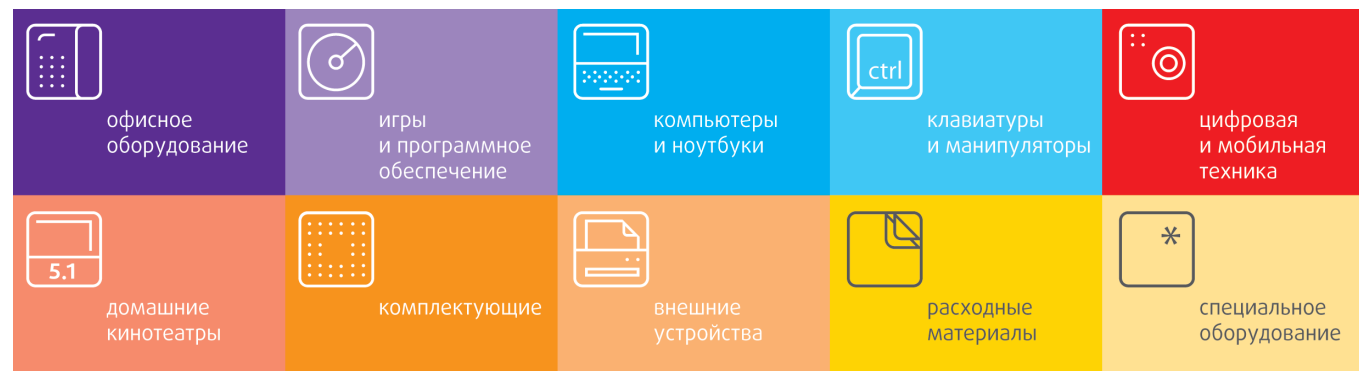 офисное
оборудование
игры
и программное
обеспечение
компьютеры
и ноутбуки
ctrl
клавиатуры
и манипуляторы
цифровая
и мобильная
техника
5.1
домашние
кинотеатры
комплектующие
внешние
устройства
расходные
материалы
*
специальное
оборудование